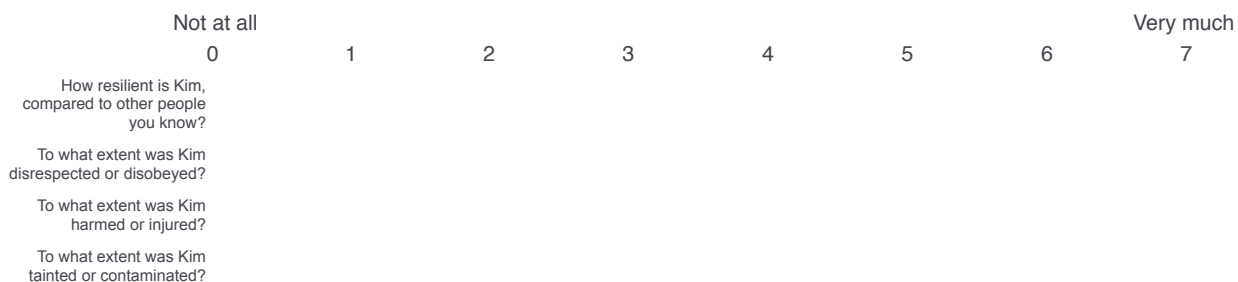 Not at all Very much
0 1 2 3 4 5 6 7
How resilient is Kim,
compared to other people
you know?
To what extent was Kim
disrespected or disobeyed?
To what extent was Kim
harmed or injured?
To what extent was Kim
tainted or contaminated?